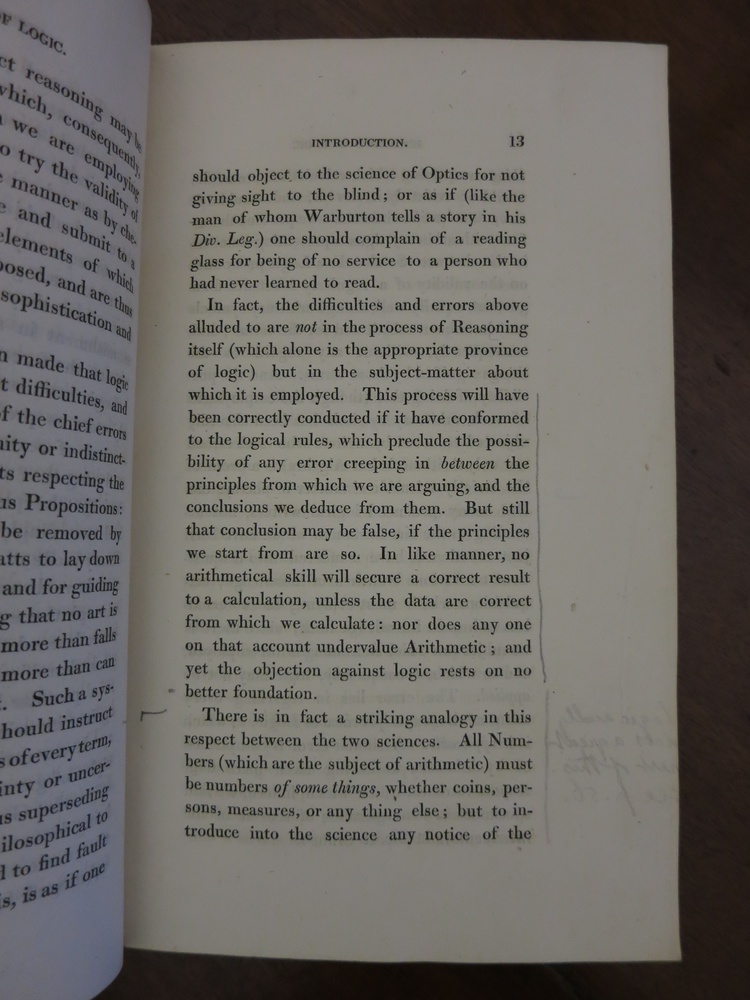 OF LOGIC.
ct reasoning may be
which, consequently,
we are employing
o try the validity of
manner as by che-
e and submit to a
elements of which
posed, and are thus
sophistication and
n made that logic
t difficulties, and
f the chief errors
nity or indistinct-
ts respecting the
us Propositions:
be removed by
atts to lay down
and for guiding
g that no art is
more than falls
more than can
Such a sys-
hould instruct
s of every term,
inty or uncer-
us superseding
ilosophical to
d to find fault
is, is as if one
INTRODUCTION. 13
should object to the science of Optics for not
giving sight to the blind; or as if (like the
man of whom Warburton tells a story in his
Div. Leg.) one should complain of a reading
glass for being of no service to a person who
had never learned to read.
In fact, the difficulties and errors above
alluded to are not in the process of Reasoning
itself (which alone is the appropriate province
of logic) but in the subject-matter about
which it is employed. This process will have
been correctly conducted if it have conformed
to the logical rules, which preclude the possi-
bility of any error creeping in between the
principles from which we are arguing, and the
conclusions we deduce from them. But still
that conclusion may be false, if the principles
we start from are so. In like manner, no
arithmetical skill will secure a correct result
to a calculation, unless the data are correct
from which we calculate: nor does any one
on that account undervalue Arithmetic; and
yet the objection against logic rests on no
better foundation.
There is in fact a striking analogy in this
respect between the two sciences. All Num-
bers (which are the subject of arithmetic) must
be numbers of some things, whether coins, per-
sons, measures, or any thing else; but to in-
troduce into the science any notice of the